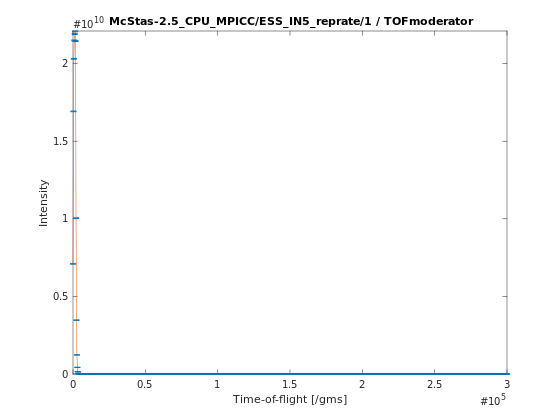 #10^10 McStas-2.5_CPU_MPICC/ESS_IN5_reprate/1 / TOFmoderator
2
1.5
1
0.5
0
Intensity
0 0.5 1 1.5 2 2.5 3
Time-of-flight [/gms] #10^5